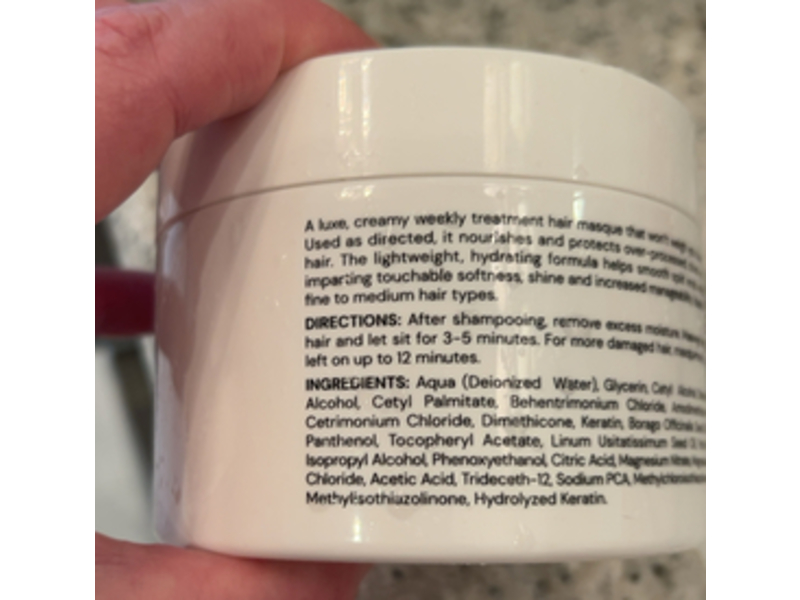 A luxe, creamy weekly treatment hair masque that won't weigh
Used as directed, it nourishes and protects over-processed,
hair. The lightweight, hydrating formula helps smooth split
imparting touchable softness, shine and increased manageability.
fine to medium hair types.
DIRECTIONS: After shampooing, remove excess moisture.
hair and let sit for 3-5 minutes. For more damaged hair,
left on up to 12 minutes.
INGREDIENTS: Aqua (Deionized Water), Glycerin, Cetyl
Alcohol, Cetyl Palmitate, Behentrimonium Chloride,
Cetrimonium Chloride, Dimethicone, Keratin, Borago Officinalis
Panthenol, Tocopheryl Acetate, Linum Usitatissimum Seed
Isopropyl Alcohol, Phenoxyethanol, Citric Acid, Magnesium Nitrate,
Chloride, Acetic Acid, Trideceth-12, Sodium PCA,
Methylisothiazolinone, Hydrolyzed Keratin.